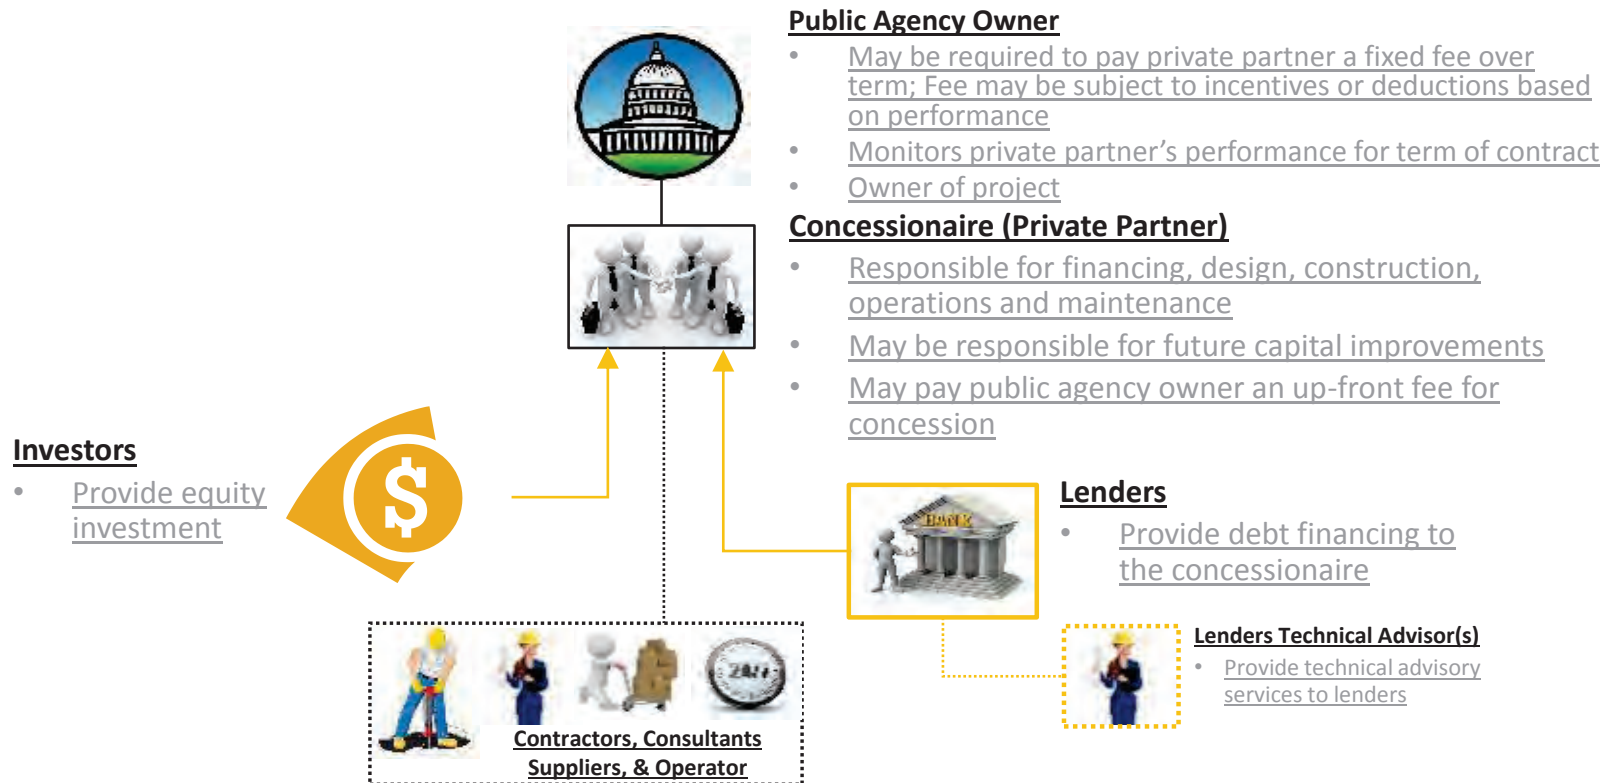 Public Agency Owner
• May be required to pay private partner a fixed fee over
term; Fee may be subject to incentives or deductions based
on performance
• Monitors private partner’s performance for term of contract
• Owner of project
Concessionaire (Private Partner)
• Responsible for financing, design, construction,
operations and maintenance
• May be responsible for future capital improvements
• May pay public agency owner an up-front fee for
concession
Investors
• Provide equity
investment
$
BANK
Lenders
• Provide debt financing to
the concessionaire
Lenders Technical Advisor(s)
• Provide technical advisory
services to lenders
24/7
Contractors, Consultants
Suppliers, & Operator